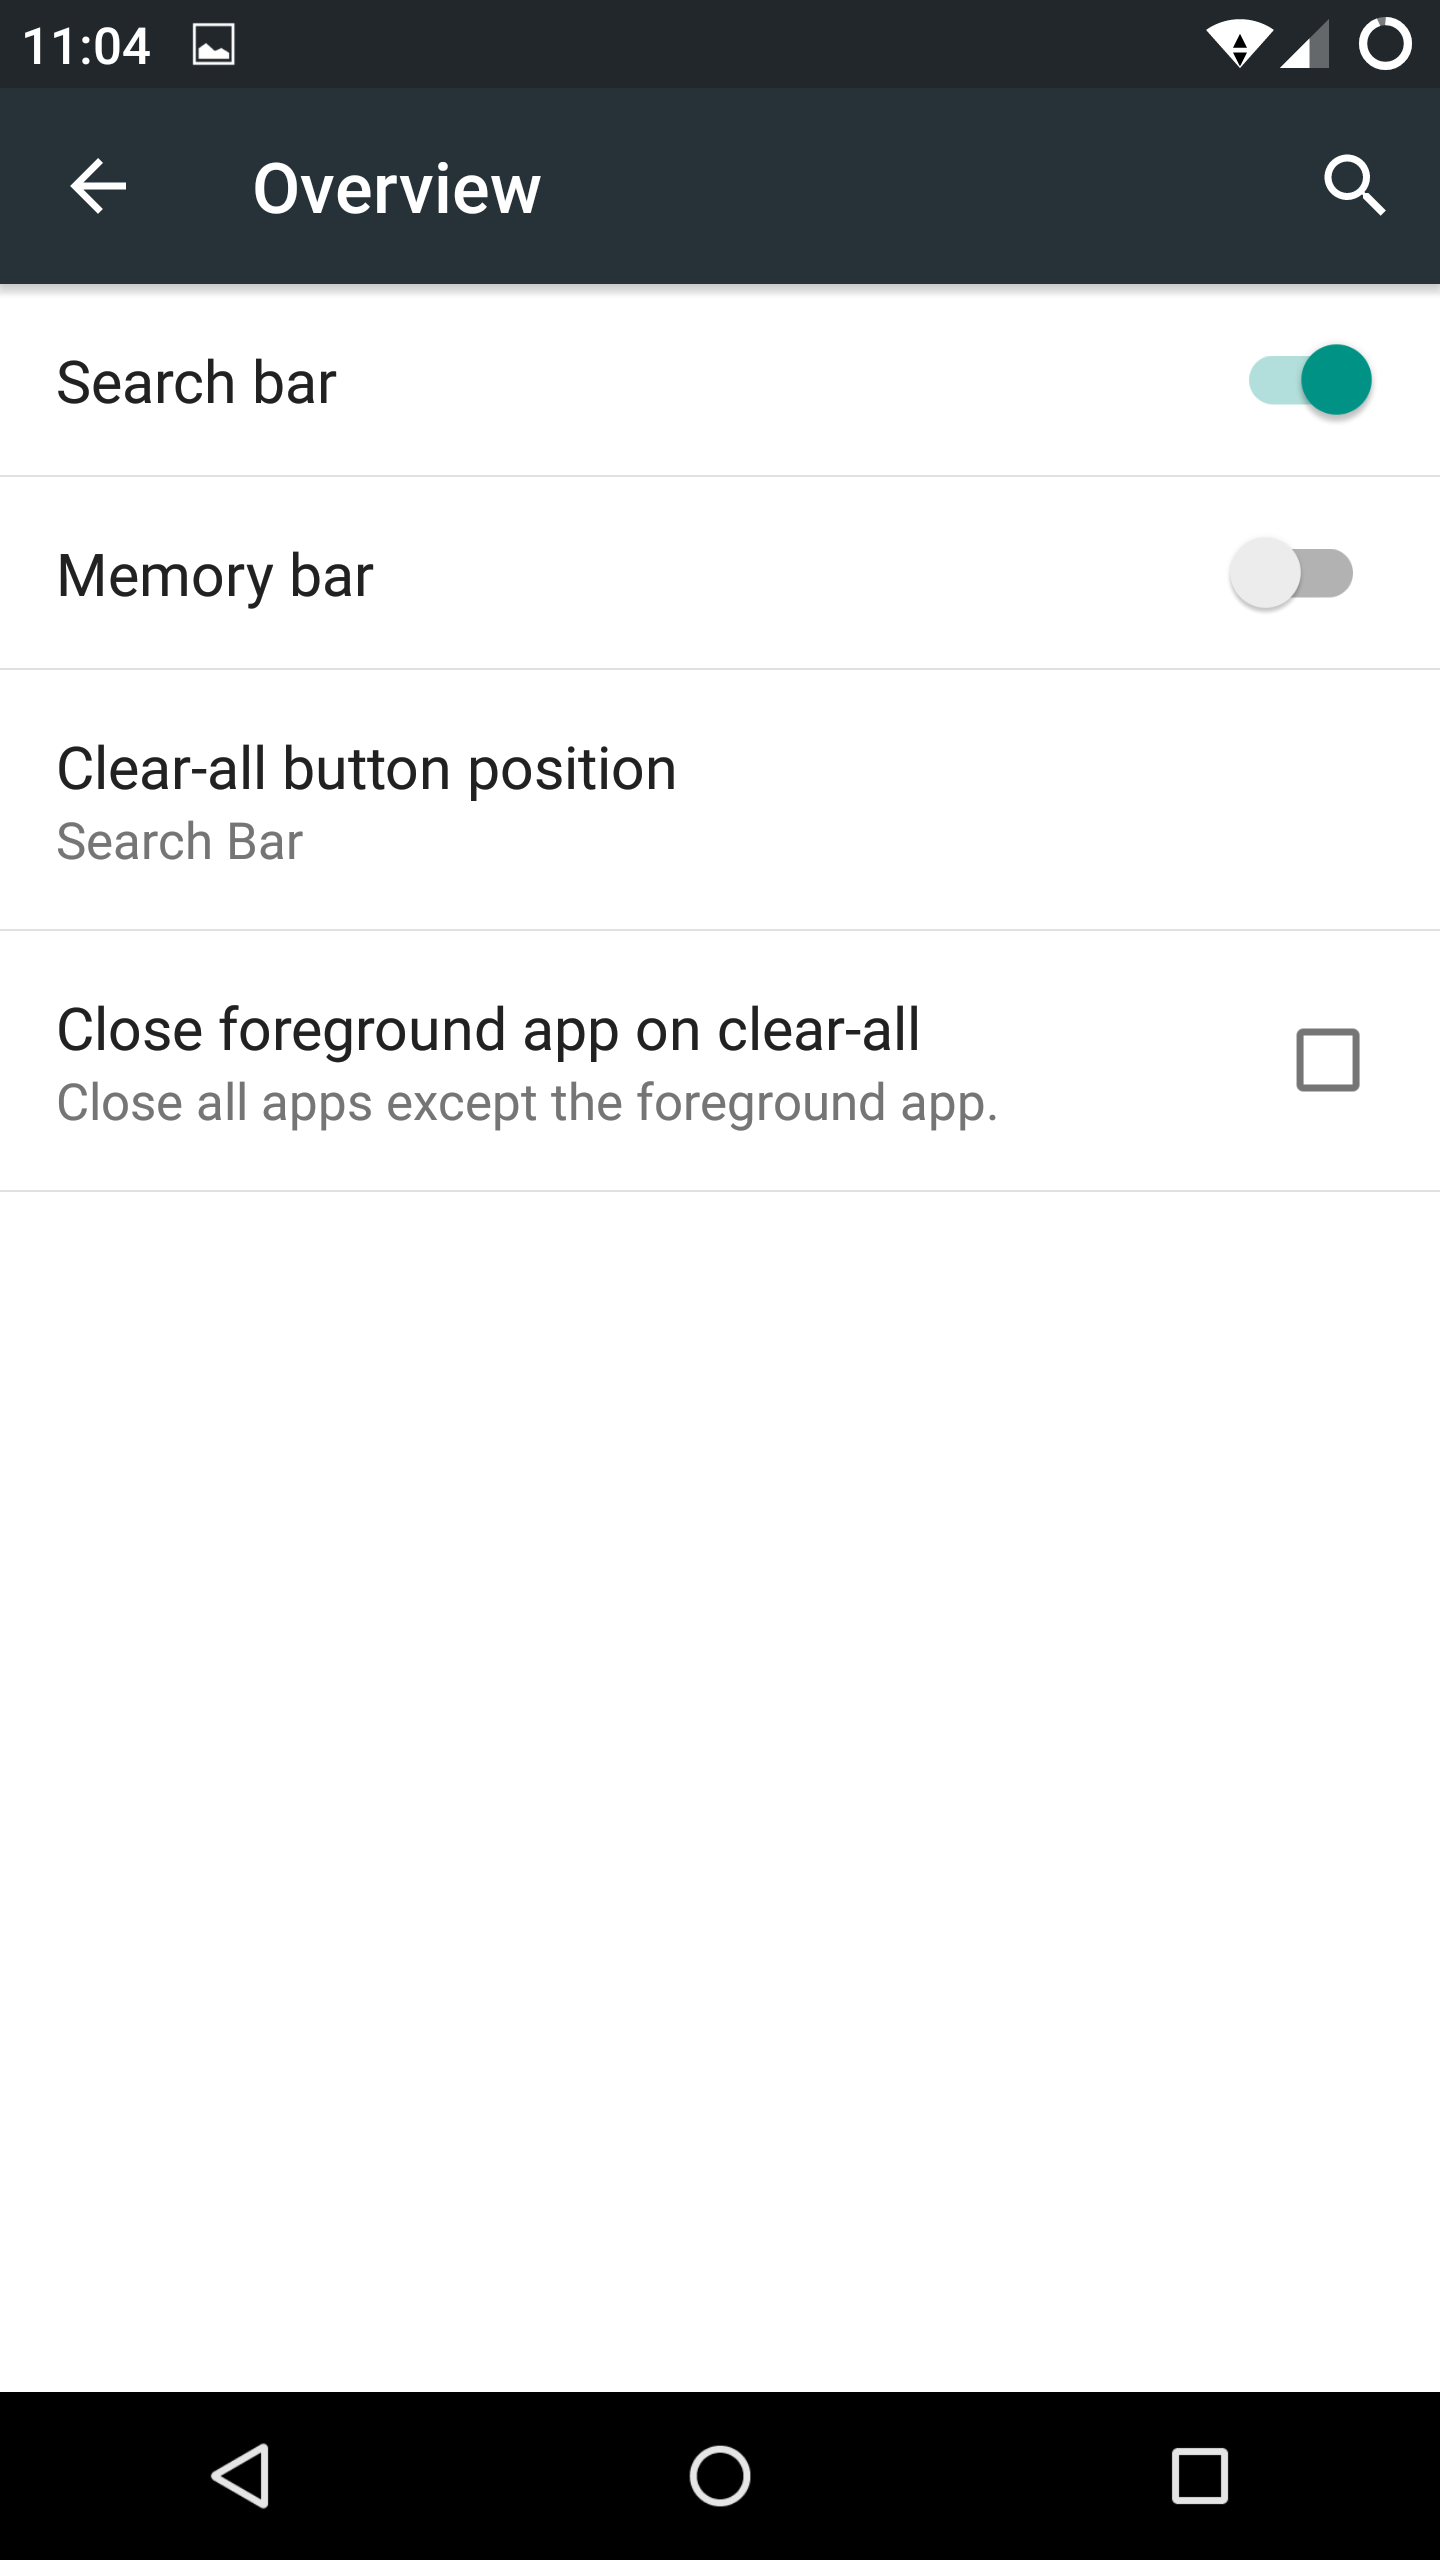 11:04
Overview
Search bar
Memory bar
Clear-all button position
Search Bar
Close foreground app on clear-all
Close all apps except the foreground app.